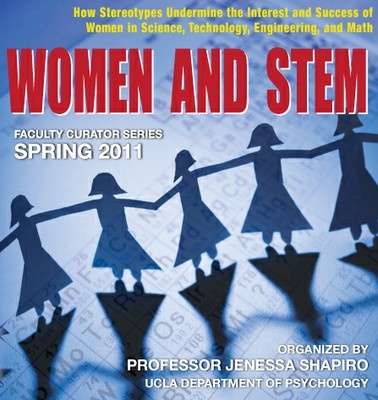 How Stereotypes Undermine the Interest and Success of
Women in Science, Technology, Engineering, and Math
WOMEN AND STEM
FACULTY CURATOR SERIES
SPRING 2011
ORGANIZED BY
PROFESSOR JENESSA SHAPIRO
UCLA DEPARTMENT OF PSYCHOLOGY